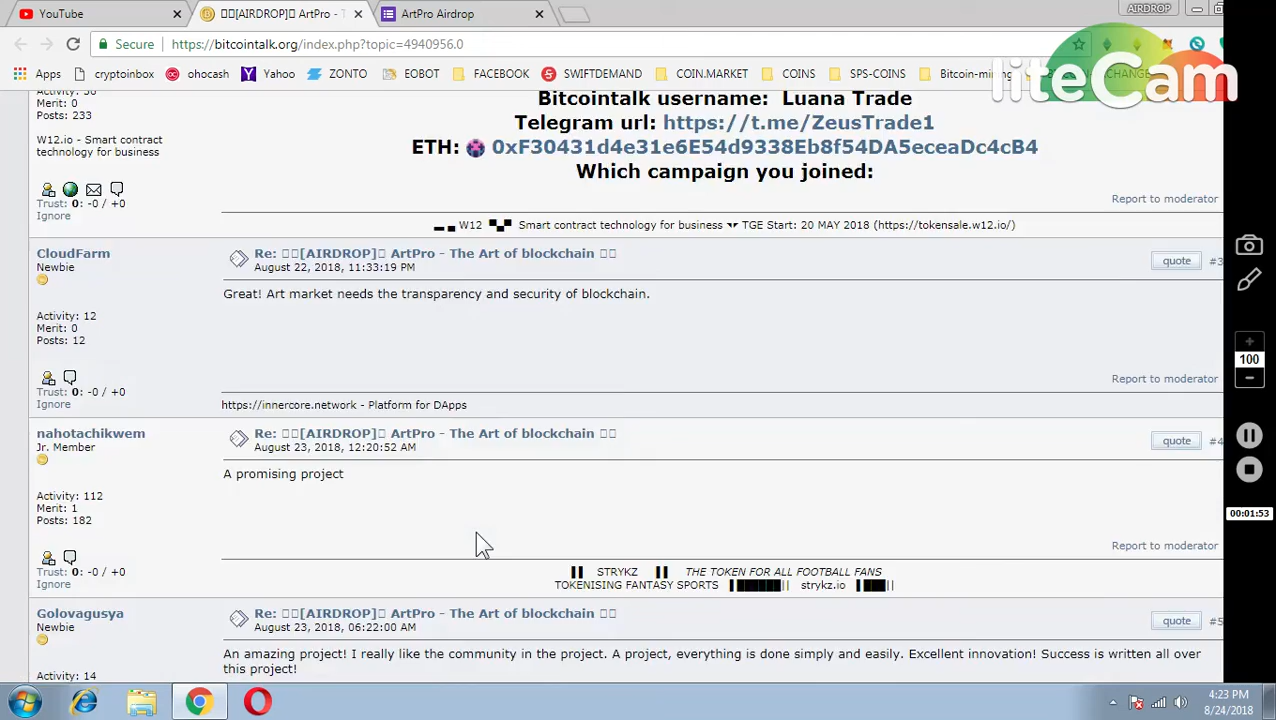 YouTube
[AIRDROP] ArtPro - T
ArtPro Airdrop
AIRDROP
Secure
https://bitcointalk.org/index.php?topic=4940956.0
Apps
cryptoinbox
ohocash
Yahoo
ZONTO
EOBOT
FACEBOOK
SWIFTDEMAND
COIN.MARKET
COINS
SPS-COINS
liteCam
Merit: 0
Posts: 233
W12.io - Smart contract
technology for business
Trust: 0: -0 / +0
Ignore
Bitcointalk username: Luana Trade
Telegram url: https://t.me/ZeusTrade1
ETH: 0xF30431d4e31e6E54d9338Eb8f54DA5eceaDc4cB4
Which campaign you joined:
Report to moderator
W12 Smart contract technology for business TGE Start: 20 MAY 2018 (https://tokensale.w12.io/)
CloudFarm
Newbie
Activity: 12
Merit: 0
Posts: 12
Trust: 0: -0 / +0
Ignore
Re: [AIRDROP] ArtPro - The Art of blockchain
August 22, 2018, 11:33:19 PM
quote
#3
Great! Art market needs the transparency and security of blockchain.
Report to moderator
https://innercore.network - Platform for DApps
nahotachikwem
Jr. Member
Activity: 112
Merit: 1
Posts: 182
Trust: 0: -0 / +0
Ignore
Re: [AIRDROP] ArtPro - The Art of blockchain
August 23, 2018, 12:20:52 AM
quote
#4
A promising project
Report to moderator
STRYKZ THE TOKEN FOR ALL FOOTBALL FANS
TOKENISING FANTASY SPORTS strykz.io
Golovagusya
Newbie
Activity: 14
Re: [AIRDROP] ArtPro - The Art of blockchain
August 23, 2018, 06:22:00 AM
quote
#5
An amazing project! I really like the community in the project. A project, everything is done simply and easily. Excellent innovation! Success is written all over
this project!
100
00:01:53
4:23 PM
8/24/2018